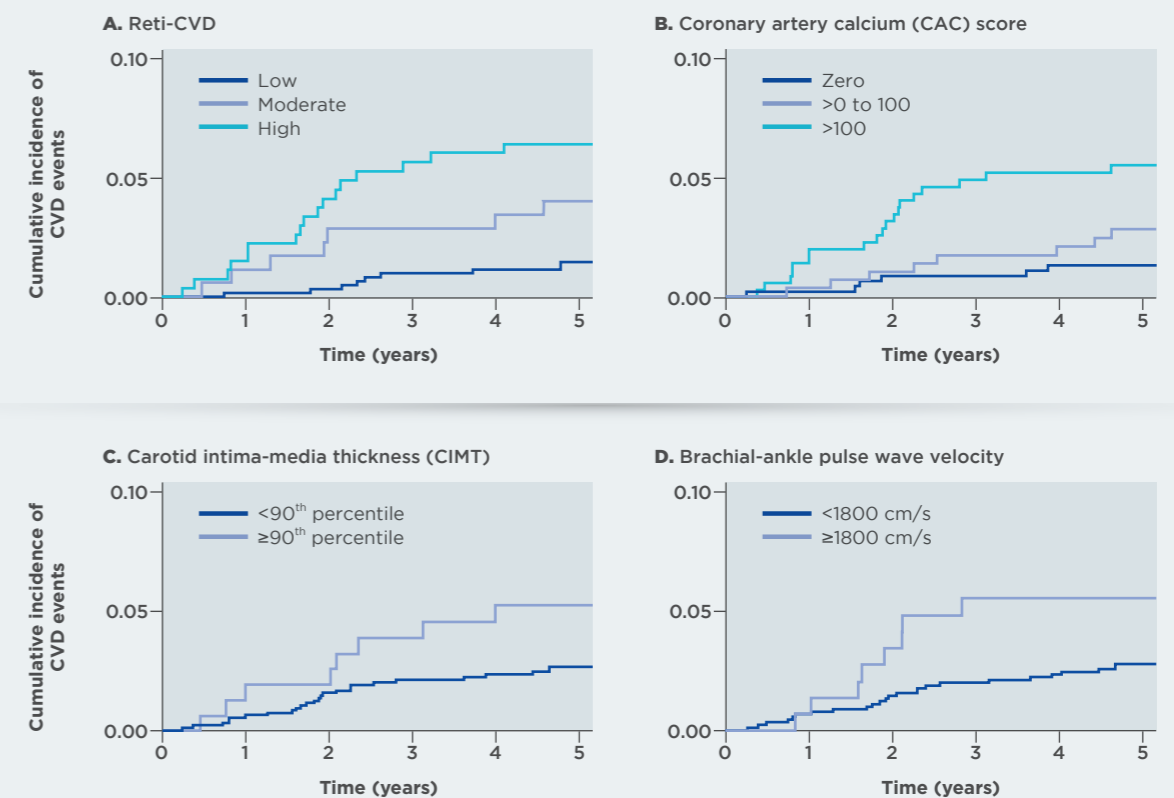 A. Reti-CVD
Cumulative incidence of
CVD events
0.10
0.05
0.00
Low
Moderate
High
0 1 2 3 4 5
Time (years)
B. Coronary artery calcium (CAC) score
0.10
0.05
0.00
Zero
>0 to 100
>100
0 1 2 3 4 5
Time (years)
C. Carotid intima-media thickness (CIMT)
Cumulative incidence of
CVD events
0.10
0.05
0.00
<90th percentile
≥90th percentile
0 1 2 3 4 5
Time (years)
D. Brachial-ankle pulse wave velocity
0.10
0.05
0.00
<1800 cm/s
≥1800 cm/s
0 1 2 3 4 5
Time (years)